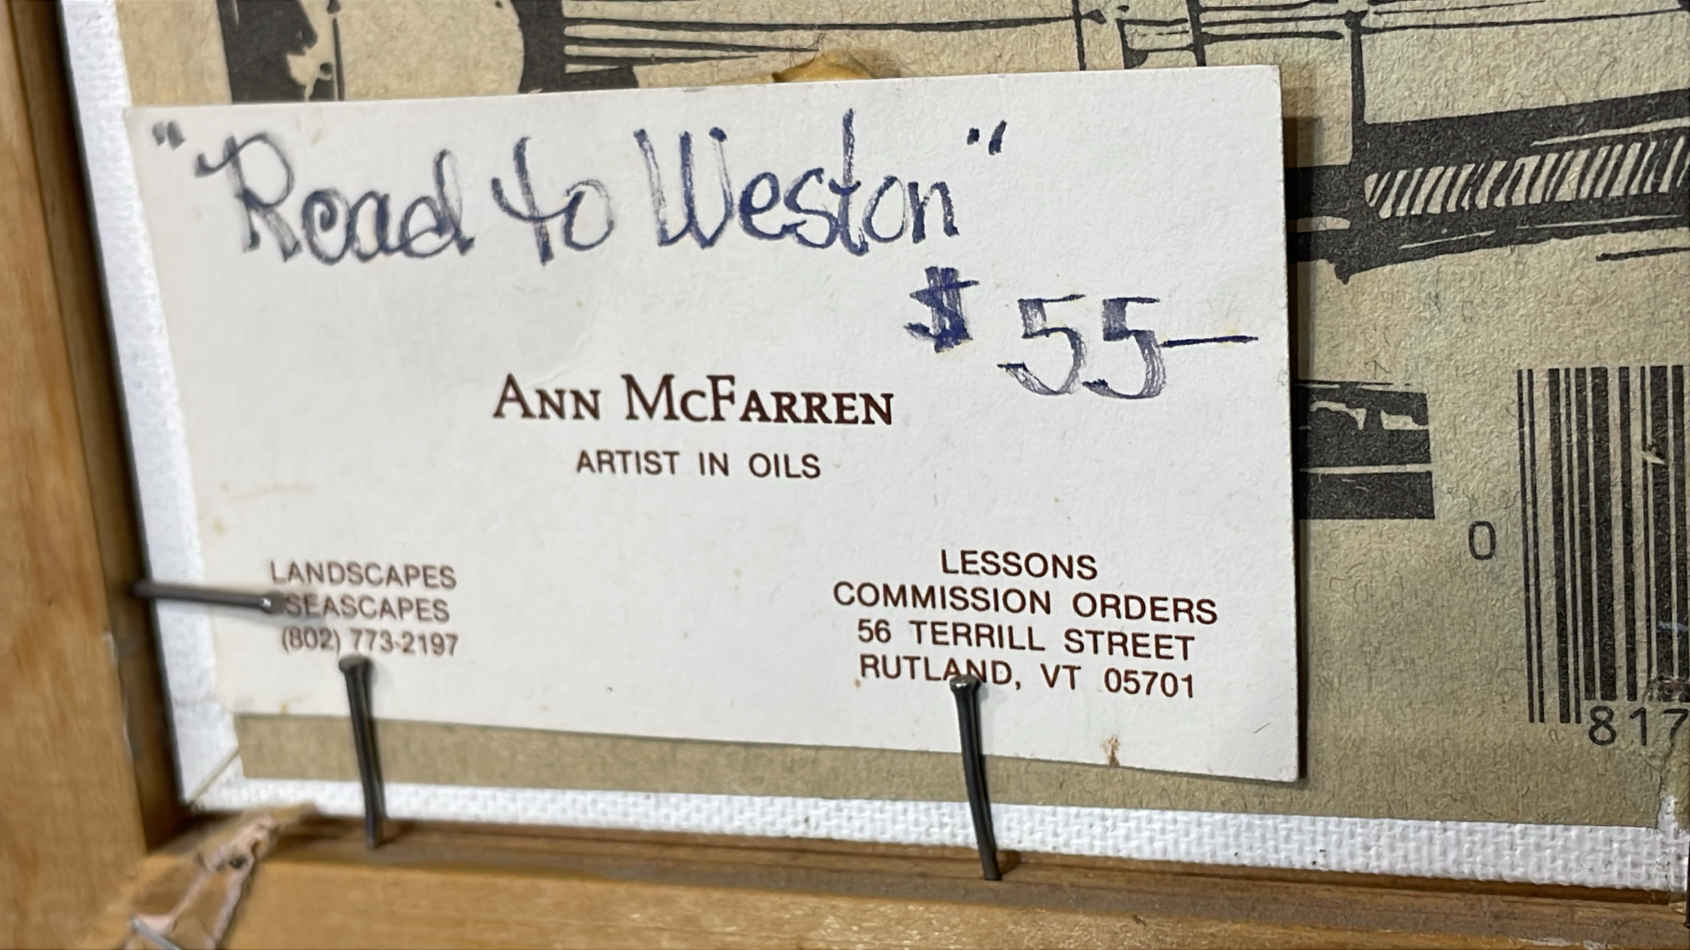 "Road to Weston"
$55—
ANN MCFARREN
ARTIST IN OILS
LANDSCAPES
SEASCAPES
(802) 773-2197
LESSONS
COMMISSION ORDERS
56 TERRILL STREET
RUTLAND, VT 05701
0
817